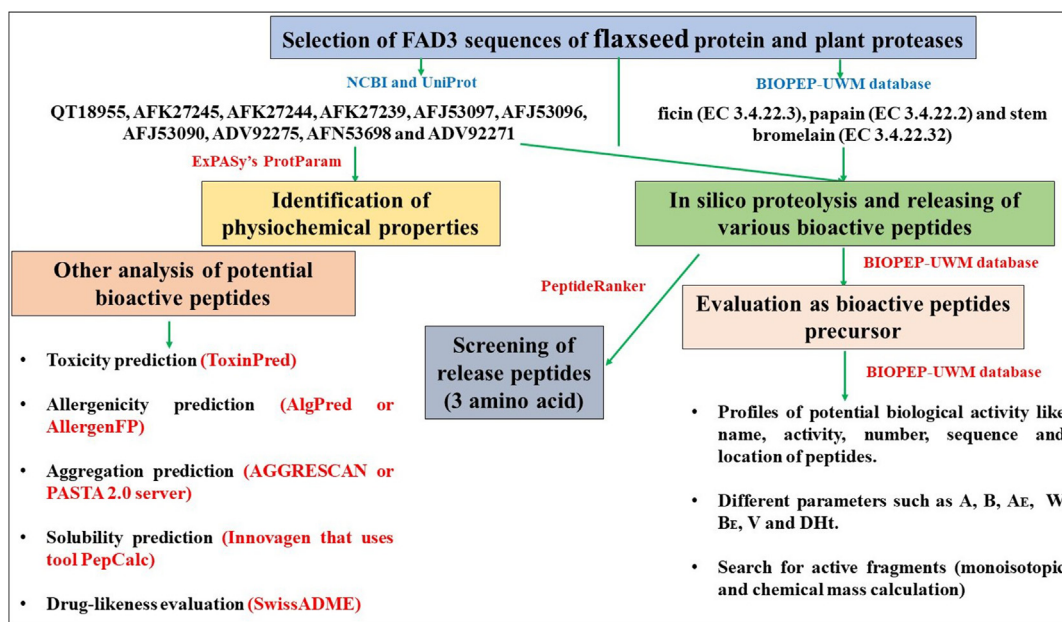 Selection of FAD3 sequences of flaxseed protein and plant proteases
NCBI and UniProt
BIOPEP-UWM database
QT18955, AFK27245, AFK27244, AFK27239, AFJ53097, AFJ53096,
AFJ53090, ADV92275, AFN53698 and ADV92271
ficin (EC 3.4.22.3), papain (EC 3.4.22.2) and stem
bromelain (EC 3.4.22.32)
ExPASy's ProtParam
Identification of
physiochemical properties
In silico proteolysis and releasing of
various bioactive peptides
Other analysis of potential
bioactive peptides
PeptideRanker
BIOPEP-UWM database
Evaluation as bioactive peptides
precursor
Screening of
release peptides
(3 amino acid)
BIOPEP-UWM database
• Toxicity prediction (ToxinPred)
• Allergenicity prediction (AlgPred or
AllergenFP)
• Aggregation prediction (AGGRESCAN or
PASTA 2.0 server)
• Solubility prediction (Innovagen that uses
tool PepCalc)
• Drug-likeness evaluation (SwissADME)
• Profiles of potential biological activity like
name, activity, number, sequence and
location of peptides.
• Different parameters such as A, B, AE, W
BE, V and DHt.
• Search for active fragments (monoisotopic
and chemical mass calculation)